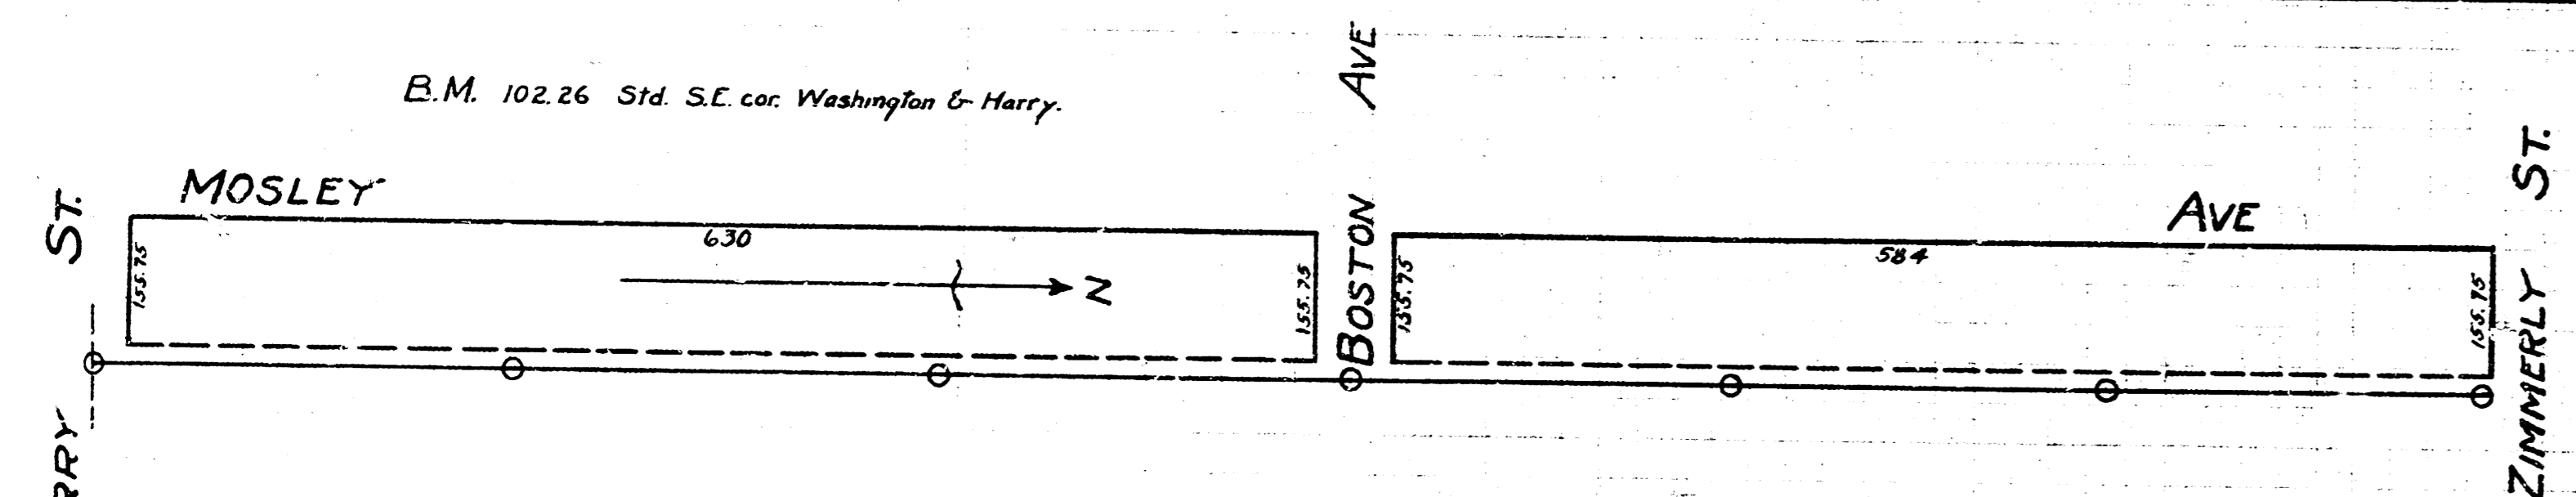 B.M. 102.26 Std. S.E. cor. Washington & Harry.
MOSLEY AVE
630
584
155.75
155.75
155.75
155.75
N
ST.
BOSTON AVE
ZIMMERLY ST.